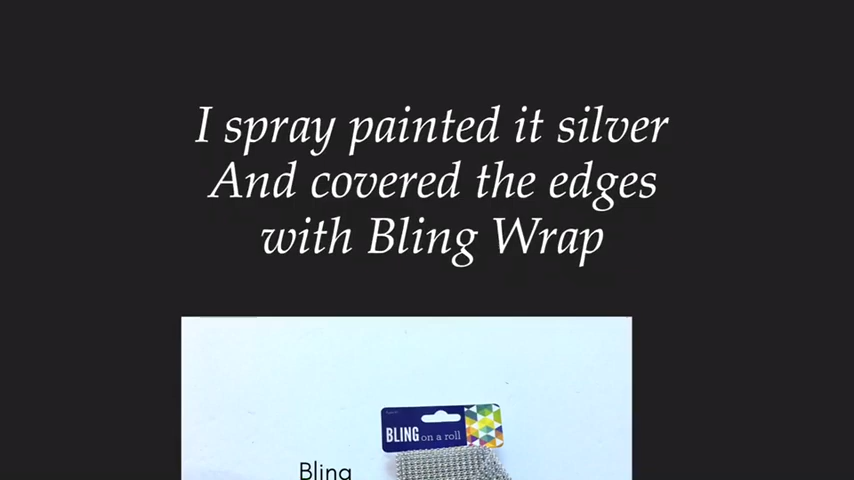 I spray painted it silver
And covered the edges
with Bling Wrap
BLING on a roll
Bling